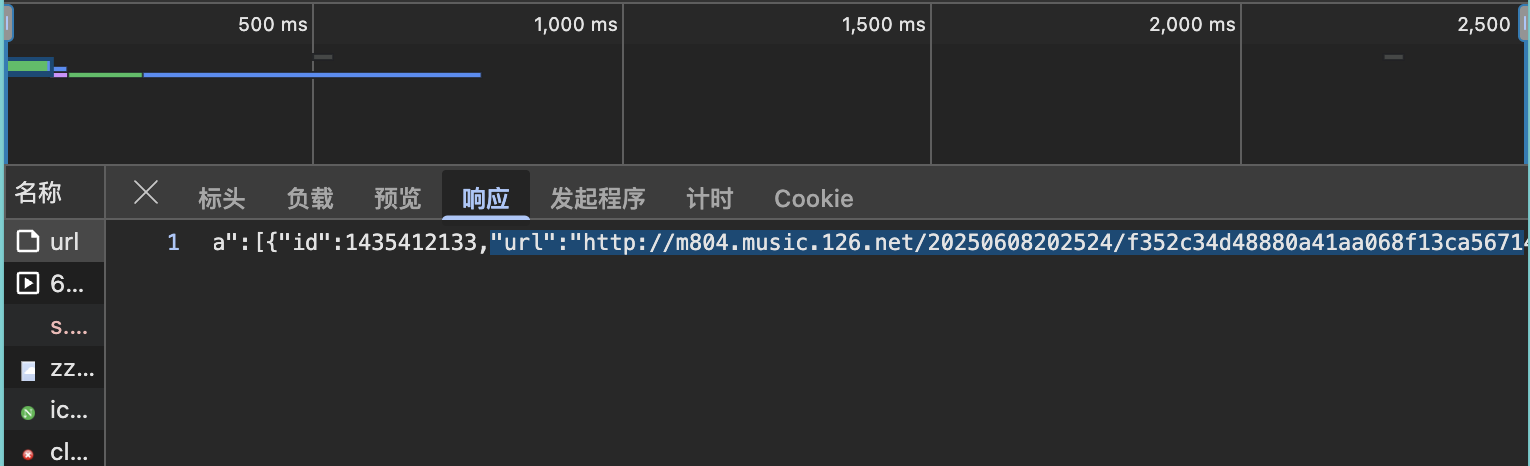 500 ms 1,000 ms 1,500 ms 2,000 ms 2,500
名称 标头 负载 预览 响应 发起程序 计时 Cookie
url
1 a":[{"id":1435412133,"url":"http://m804.music.126.net/20250608202524/f352c34d48880a41aa068f13ca56714
6...
s....
zz...
ic...
cl...